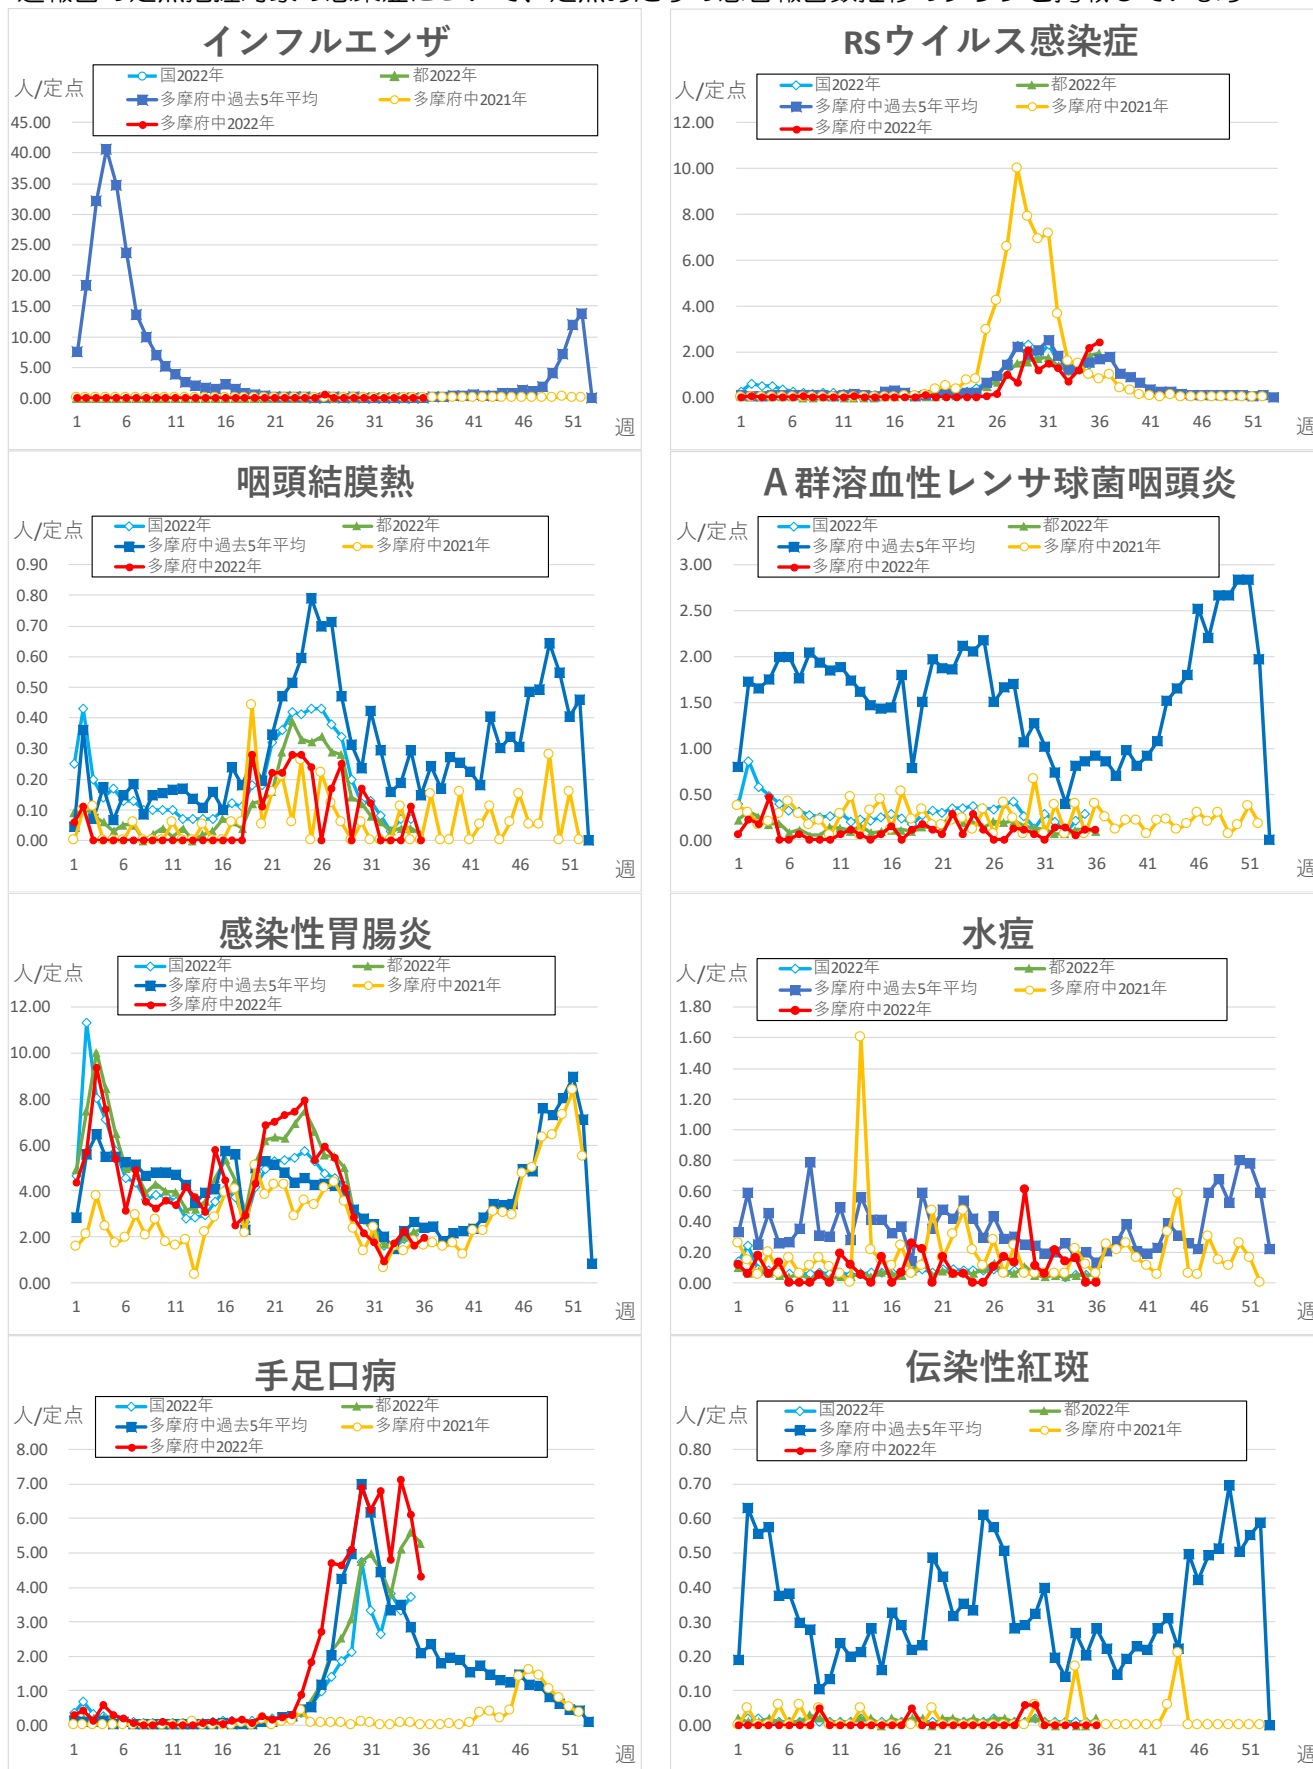 インフルエンザ
人/定点
国2022年 都2022年
多摩府中過去5年平均 多摩府中2021年
多摩府中2022年
45.00
40.00
35.00
30.00
25.00
20.00
15.00
10.00
5.00
0.00
1 6 11 16 21 26 31 36 41 46 51 週
RSウイルス感染症
人/定点
国2022年 都2022年
多摩府中過去5年平均 多摩府中2021年
多摩府中2022年
12.00
10.00
8.00
6.00
4.00
2.00
0.00
1 6 11 16 21 26 31 36 41 46 51 週
咽頭結膜熱
人/定点
国2022年 都2022年
多摩府中過去5年平均 多摩府中2021年
多摩府中2022年
0.90
0.80
0.70
0.60
0.50
0.40
0.30
0.20
0.10
0.00
1 6 11 16 21 26 31 36 41 46 51 週
A群溶血性レンサ球菌咽頭炎
人/定点
国2022年 都2022年
多摩府中過去5年平均 多摩府中2021年
多摩府中2022年
3.00
2.50
2.00
1.50
1.00
0.50
0.00
1 6 11 16 21 26 31 36 41 46 51 週
感染性胃腸炎
人/定点
国2022年 都2022年
多摩府中過去5年平均 多摩府中2021年
多摩府中2022年
12.00
10.00
8.00
6.00
4.00
2.00
0.00
1 6 11 16 21 26 31 36 41 46 51 週
水痘
人/定点
国2022年 都2022年
多摩府中過去5年平均 多摩府中2021年
多摩府中2022年
1.80
1.60
1.40
1.20
1.00
0.80
0.60
0.40
0.20
0.00
1 6 11 16 21 26 31 36 41 46 51 週
手足口病
人/定点
国2022年 都2022年
多摩府中過去5年平均 多摩府中2021年
多摩府中2022年
8.00
7.00
6.00
5.00
4.00
3.00
2.00
1.00
0.00
1 6 11 16 21 26 31 36 41 46 51 週
伝染性紅斑
人/定点
国2022年 都2022年
多摩府中過去5年平均 多摩府中2021年
多摩府中2022年
0.80
0.70
0.60
0.50
0.40
0.30
0.20
0.10
0.00
1 6 11 16 21 26 31 36 41 46 51 週